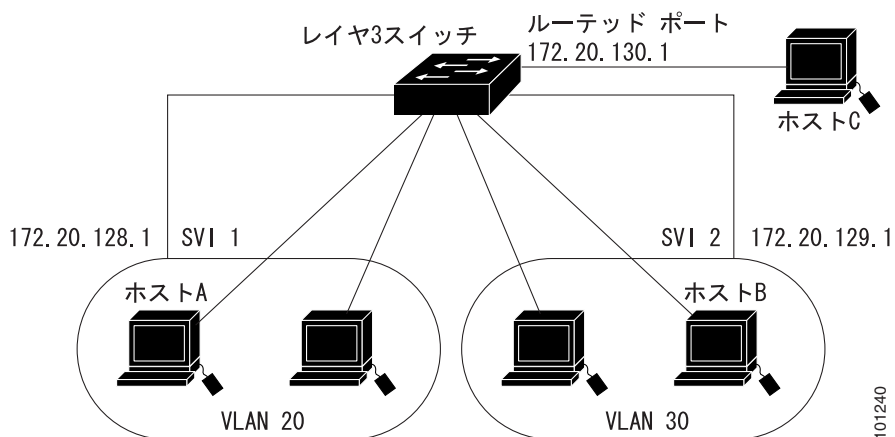 レイヤ3スイッチ
ルーテッド ポート
172.20.130.1
ホストC
172.20.128.1 SVI 1
SVI 2 172.20.129.1
ホストA
ホストB
VLAN 20
VLAN 30
101240